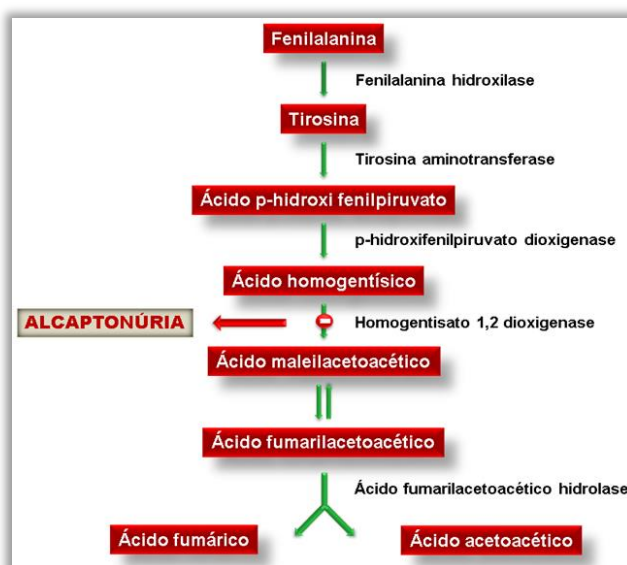 Fenilalanina
Fenilalanina hidroxilase
Tirosina
Tirosina aminotransferase
Ácido p-hidroxi fenilpiruvato
p-hidroxifenilpiruvato dioxigenase
Ácido homogentísico
ALCAPTONÚRIA
Homogentisato 1,2 dioxigenase
Ácido maleilacetoacético
Ácido fumarilacetoacético
Ácido fumarilacetoacético hidrolase
Ácido fumárico
Ácido acetoacético